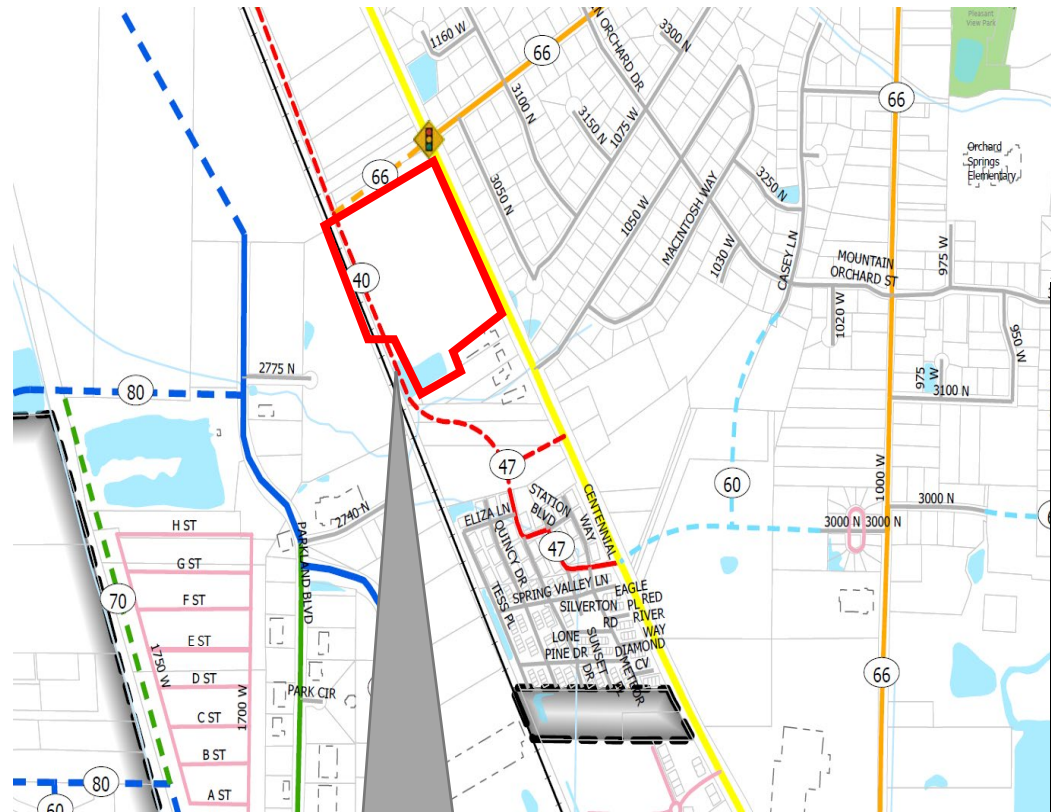 Pleasant
View Park
1160 W
66
3300 N
N ORCHARD DR
3100 N
66
3150 N
1075 W
Orchard
Springs
Elementary
66
3050 N
3250 N
1050 W
MACINTOSH WAY
1030 W
CASEY LN
MOUNTAIN
ORCHARD ST
975 W
40
1020 W
950 W
2775 N
975
W
3100 N
80
47
60
1000 W
CENTENNIAL
STATION
BLVD
WAY
ELIZA LN
3000 N
3000 N
3000 N
2740 N
H ST
QUINCY DR
47
G ST
PARKLAND BLVD
SPRING VALLEY LN
EAGLE
PL
RED
RIVER
WAY
70
F ST
TESS PL
SILVERTON
RD
E ST
LONE
PINE DR
SUNSET
DR
DIAMOND
CV
1750 W
D ST
66
PARK CIR
1700 W
C ST
B ST
80
A ST
60